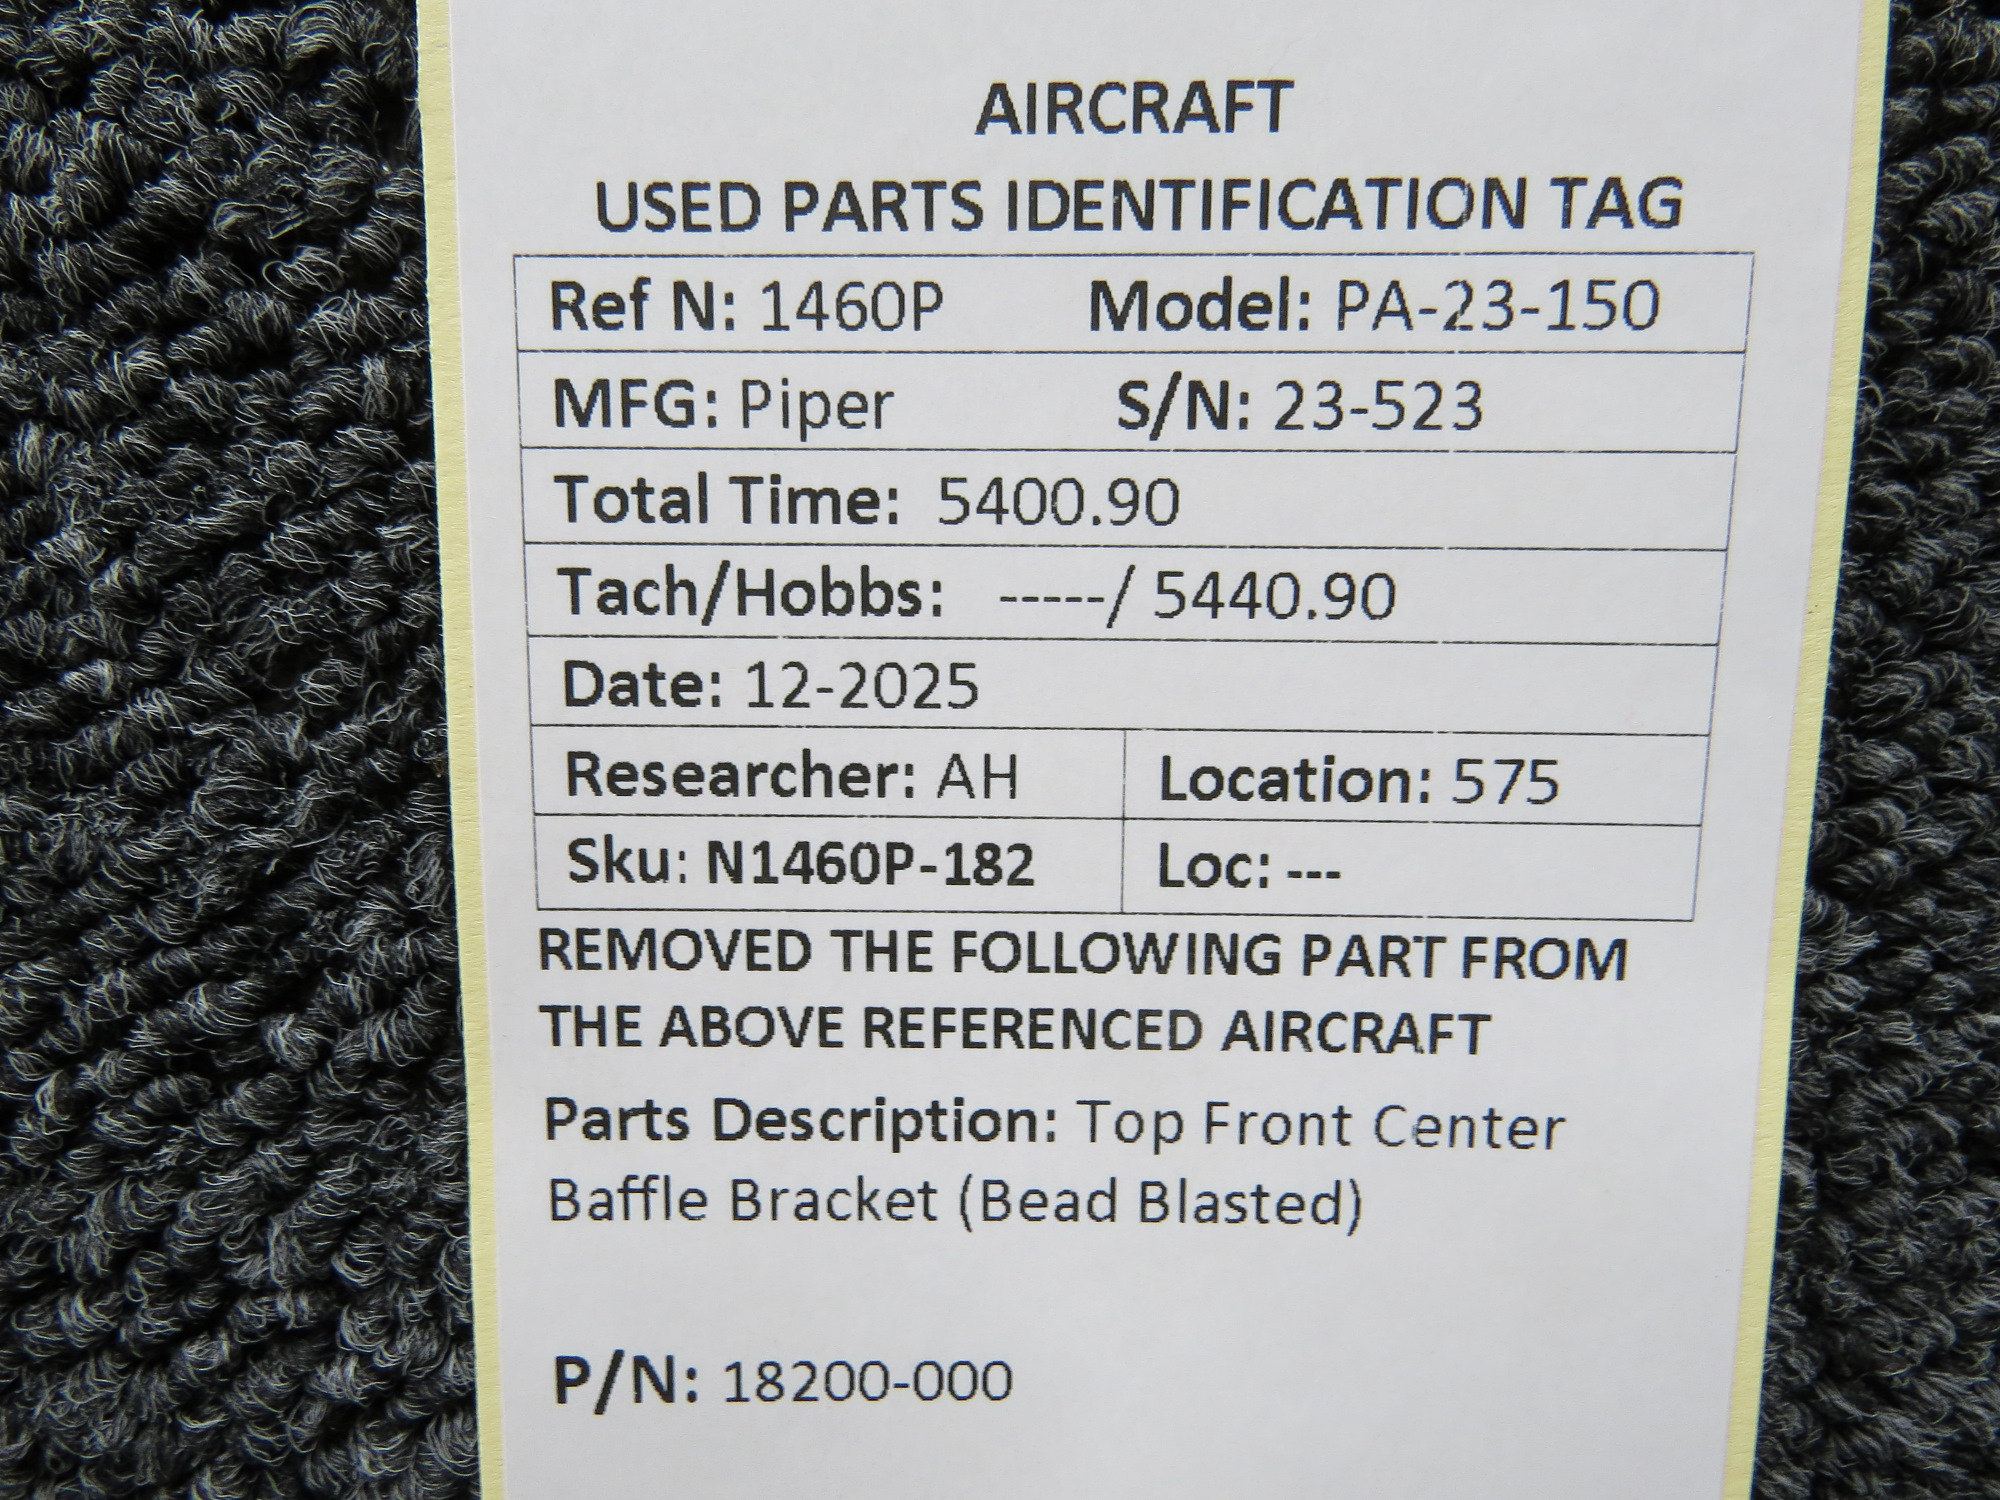 AIRCRAFT
USED PARTS IDENTIFICATION TAG
Ref N: 1460P Model: PA-23-150
MFG: Piper S/N: 23-523
Total Time: 5400.90
Tach/Hobbs: -----/ 5440.90
Date: 12-2025
Researcher: AH Location: 575
Sku: N1460P-182 Loc: ---
REMOVED THE FOLLOWING PART FROM
THE ABOVE REFERENCED AIRCRAFT
Parts Description: Top Front Center
Baffle Bracket (Bead Blasted)
P/N: 18200-000